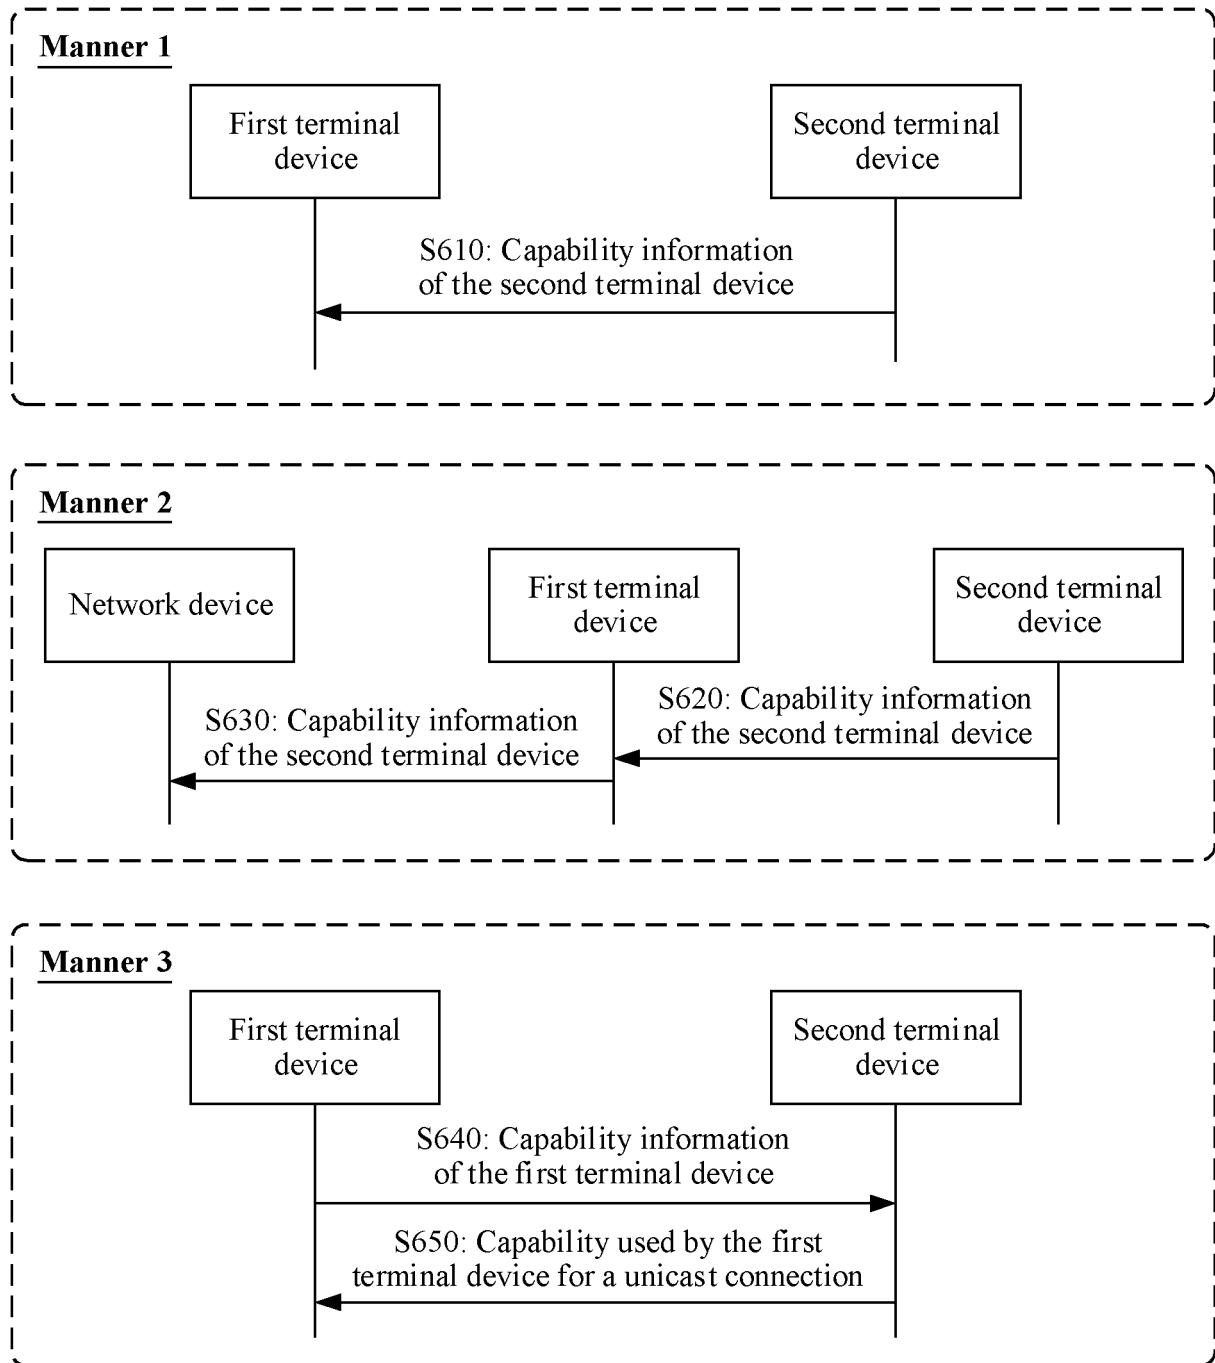 Manner 1
First terminal
device
Second terminal
device
S610: Capability information
of the second terminal device
Manner 2
Network device
First terminal
device
Second terminal
device
S620: Capability information
of the second terminal device
S630: Capability information
of the second terminal device
Manner 3
First terminal
device
Second terminal
device
S640: Capability information
of the first terminal device
S650: Capability used by the first
terminal device for a unicast connection